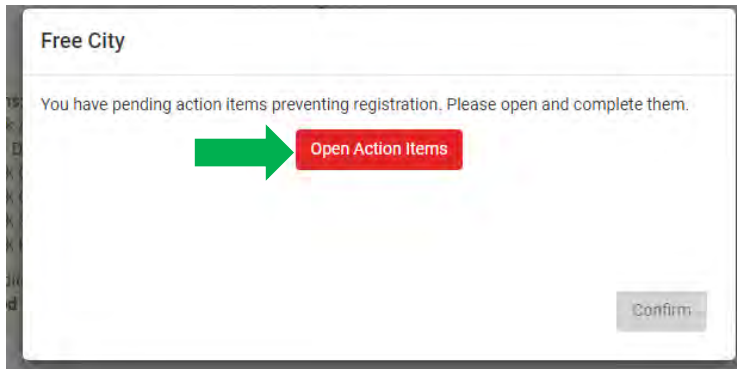 Free City
You have pending action items preventing registration. Please open and complete them.
Open Action Items
Confirm